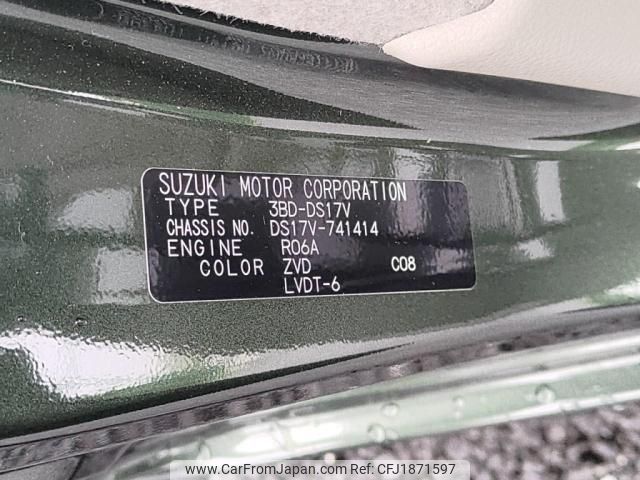 SUZUKI MOTOR CORPORATION
TYPE 3BD-DS17V
CHASSIS NO. DS17V-741414
ENGINE R06A
COLOR ZVD C08
LVDT-6
www.CarFromJapan.com Ref No CFJ1871597